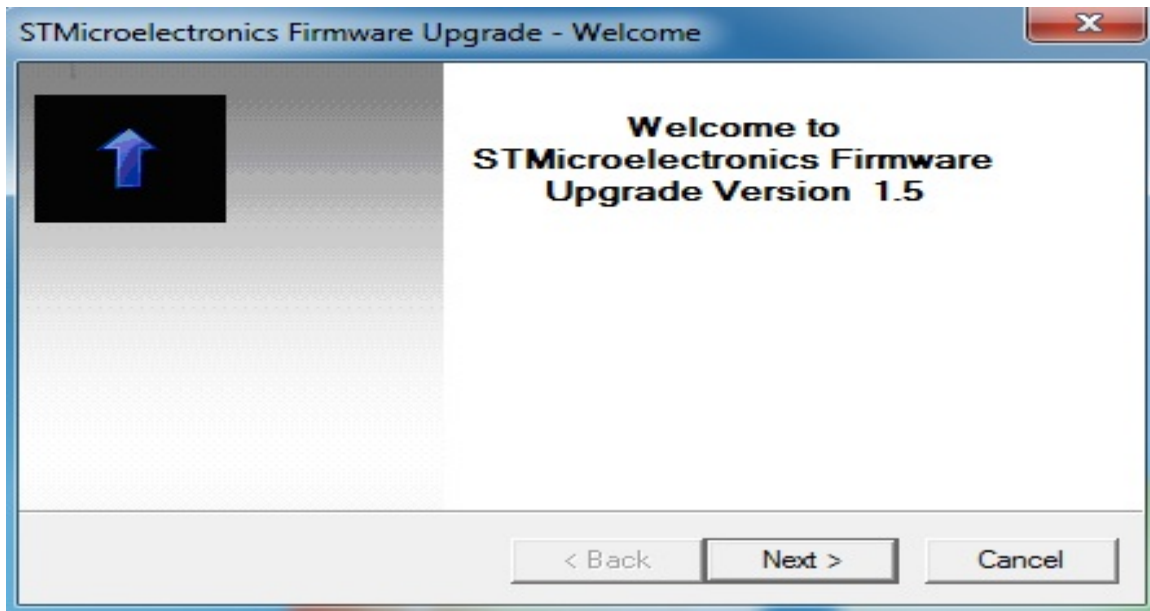 STMicroelectronics Firmware Upgrade - Welcome
Welcome to
STMicroelectronics Firmware
Upgrade Version 1.5
< Back
Next >
Cancel